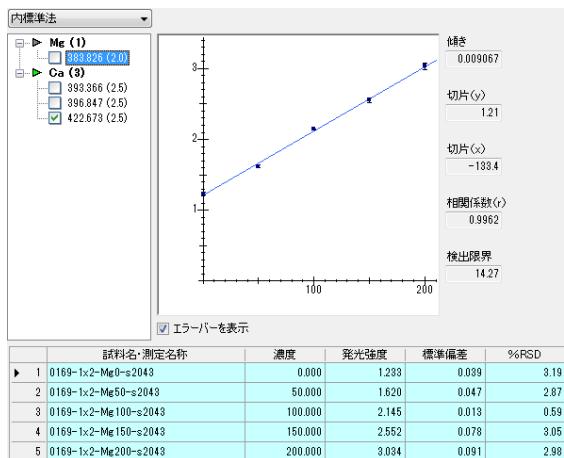 内標準法
Mg (1)
383.826 (2.0)
Ca (3)
393.366 (2.5)
396.847 (2.5)
422.673 (2.5)
3
2
1
100
200
傾き
0.009067
切片(y)
1.21
切片(x)
-133.4
相関係数(r)
0.9962
検出限界
14.27
エラーバーを表示
試料名・測定名称 濃度 発光強度 標準偏差 %RSD
1 0169-1x2-Mg0-s2043 0.000 1.233 0.039 3.19
2 0169-1x2-Mg50-s2043 50.000 1.620 0.047 2.87
3 0169-1x2-Mg100-s2043 100.000 2.145 0.013 0.59
4 0169-1x2-Mg150-s2043 150.000 2.552 0.078 3.05
5 0169-1x2-Mg200-s2043 200.000 3.034 0.091 2.98